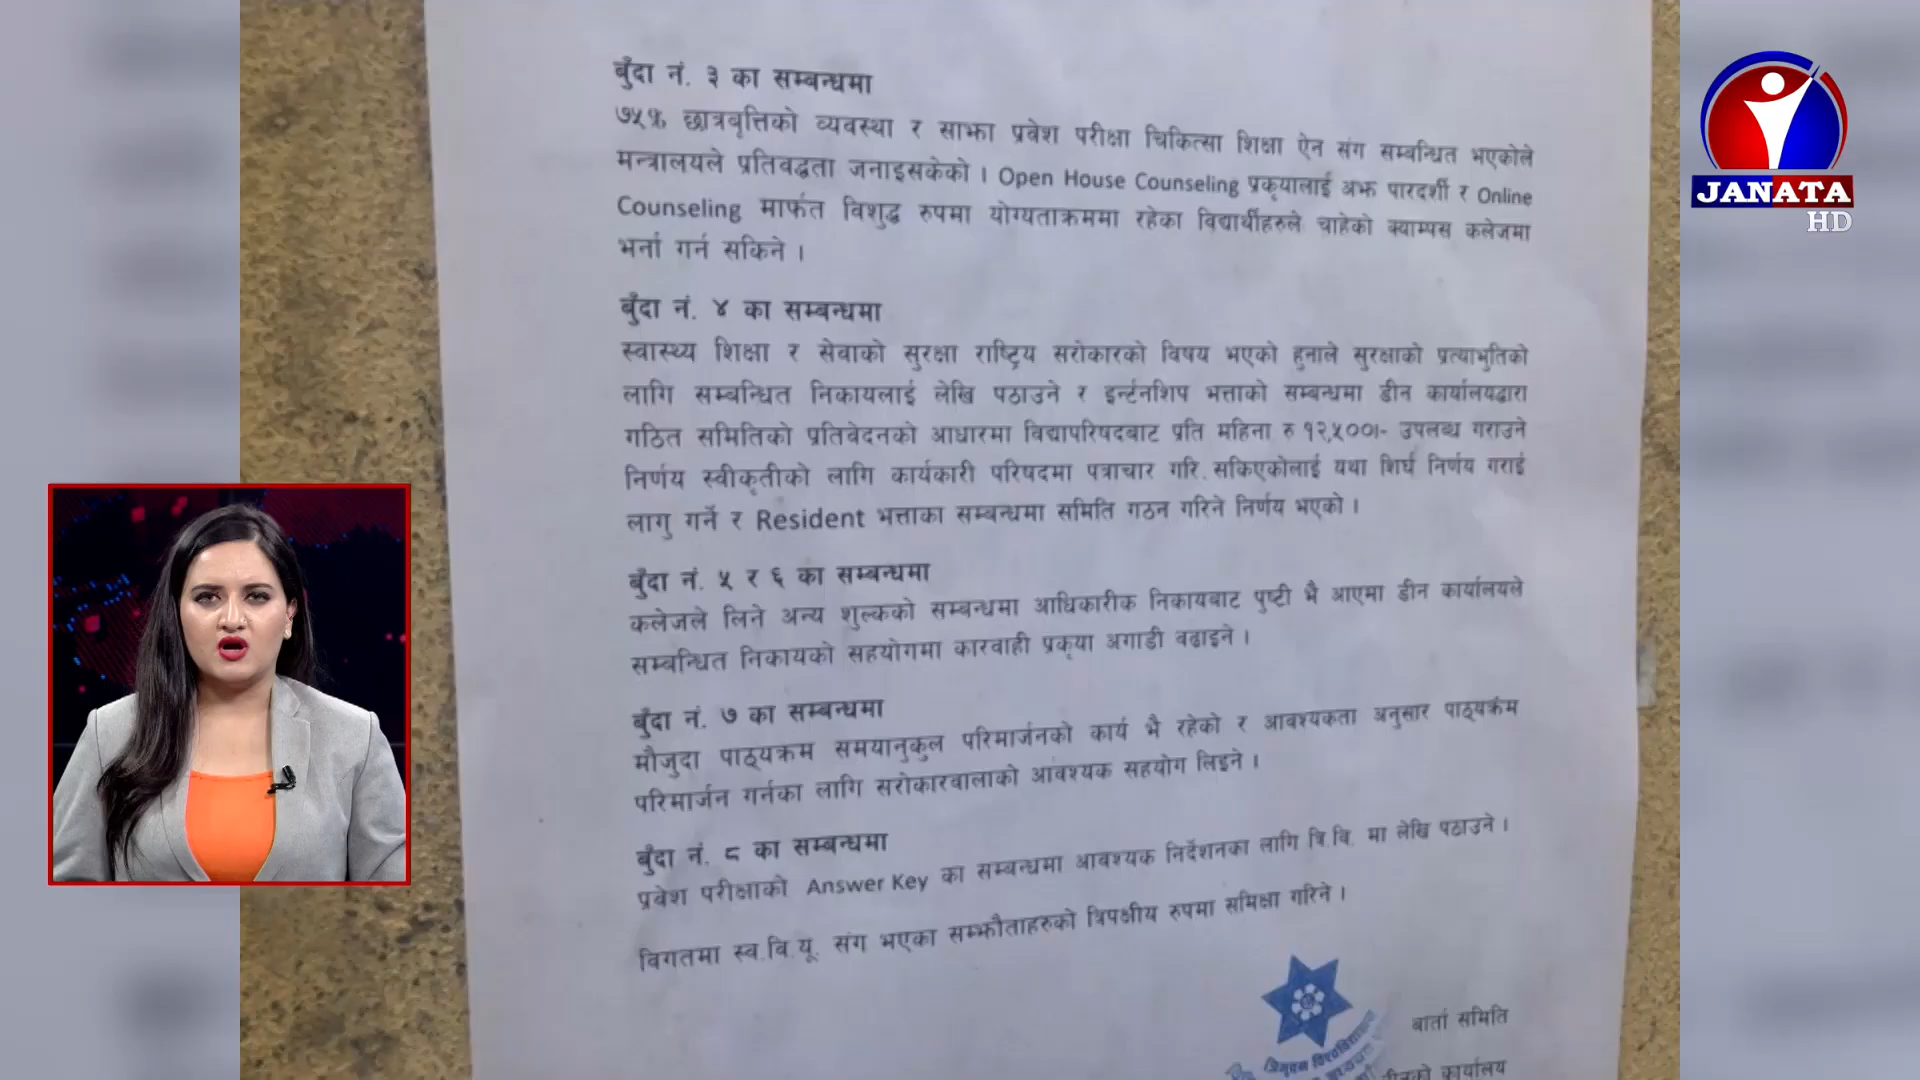 बुँदा नं. ३ का सम्बन्धमा
७५% छात्रबृत्तिको व्यवस्था र साझा प्रवेश परीक्षा चिकित्सा शिक्षा ऐन संग सम्बन्धित भएकोले
मन्त्रालयले प्रतिवद्धता जनाइसकेको । Open House Counseling प्रकृयालाई अझ पारदर्शी र Online
Counseling मार्फत विशुद्ध रुपमा योग्यताक्रममा रहेका विद्यार्थीहरुले चाहेको क्याम्पस कलेजमा
भर्ना गर्न सकिने ।
बुँदा नं. ४ का सम्बन्धमा
स्वास्थ्य शिक्षा र सेवाको सुरक्षा राष्ट्रिय सरोकारको विषय भएको हुनाले सुरक्षाको प्रत्याभुतिको
लागि सम्बन्धित निकायलाई लेखि पठाउने र इर्न्टनशिप भत्ताको सम्बन्धमा डीन कार्यालयद्वारा
गठित समितिको प्रतिवेदनको आधारमा विद्यापरिषदबाट प्रति महिना रु १२,५००।- उपलब्ध गराउने
निर्णय स्वीकृतीको लागि कार्यकारी परिषदमा पत्राचार गरि सकिएकोलाई यथा शिर्घ निर्णय गराई
लागु गर्ने र Resident भत्ताका सम्बन्धमा समिति गठन गरिने निर्णय भएको ।
बुँदा नं. ५ र ६ का सम्बन्धमा
कलेजले लिने अन्य शुल्कको सम्बन्धमा आधिकारीक निकायबाट पुष्टी भै आएमा डीन कार्यालयले
सम्बन्धित निकायको सहयोगमा कारवाही प्रकृया अगाडी बढाइने ।
बुँदा नं. ७ का सम्बन्धमा
मौजुदा पाठ्यक्रम समयानुकुल परिमार्जनको कार्य भै रहेको र आवश्यकता अनुसार पाठ्यक्रम
परिमार्जन गर्नका लागि सरोकारवालाको आवश्यक सहयोग लिइने ।
बुँदा नं. ८ का सम्बन्धमा
प्रवेश परीक्षाको Answer Key का सम्बन्धमा आवश्यक निर्देशनका लागि त्रि.वि. मा लेखि पठाउने ।
विगतमा स्व.वि.यू. संग भएका सम्झौताहरुको त्रिपक्षीय रुपमा समिक्षा गरिने ।
वार्ता समिति
त्रिभुवन विश्वविद्यालय
डीनको कार्यालय
JANATA
HD